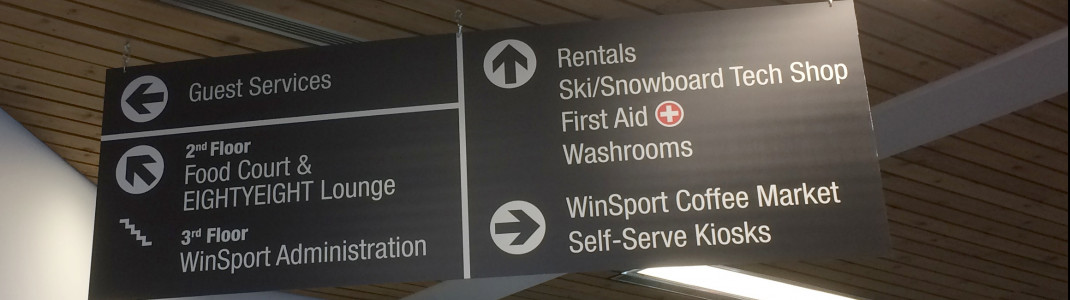 Guest Services
2nd Floor
Food Court &
EIGHTYEIGHT Lounge
3rd Floor
WinSport Administration
Rentals
Ski/Snowboard Tech Shop
First Aid
Washrooms
WinSport Coffee Market
Self-Serve Kiosks